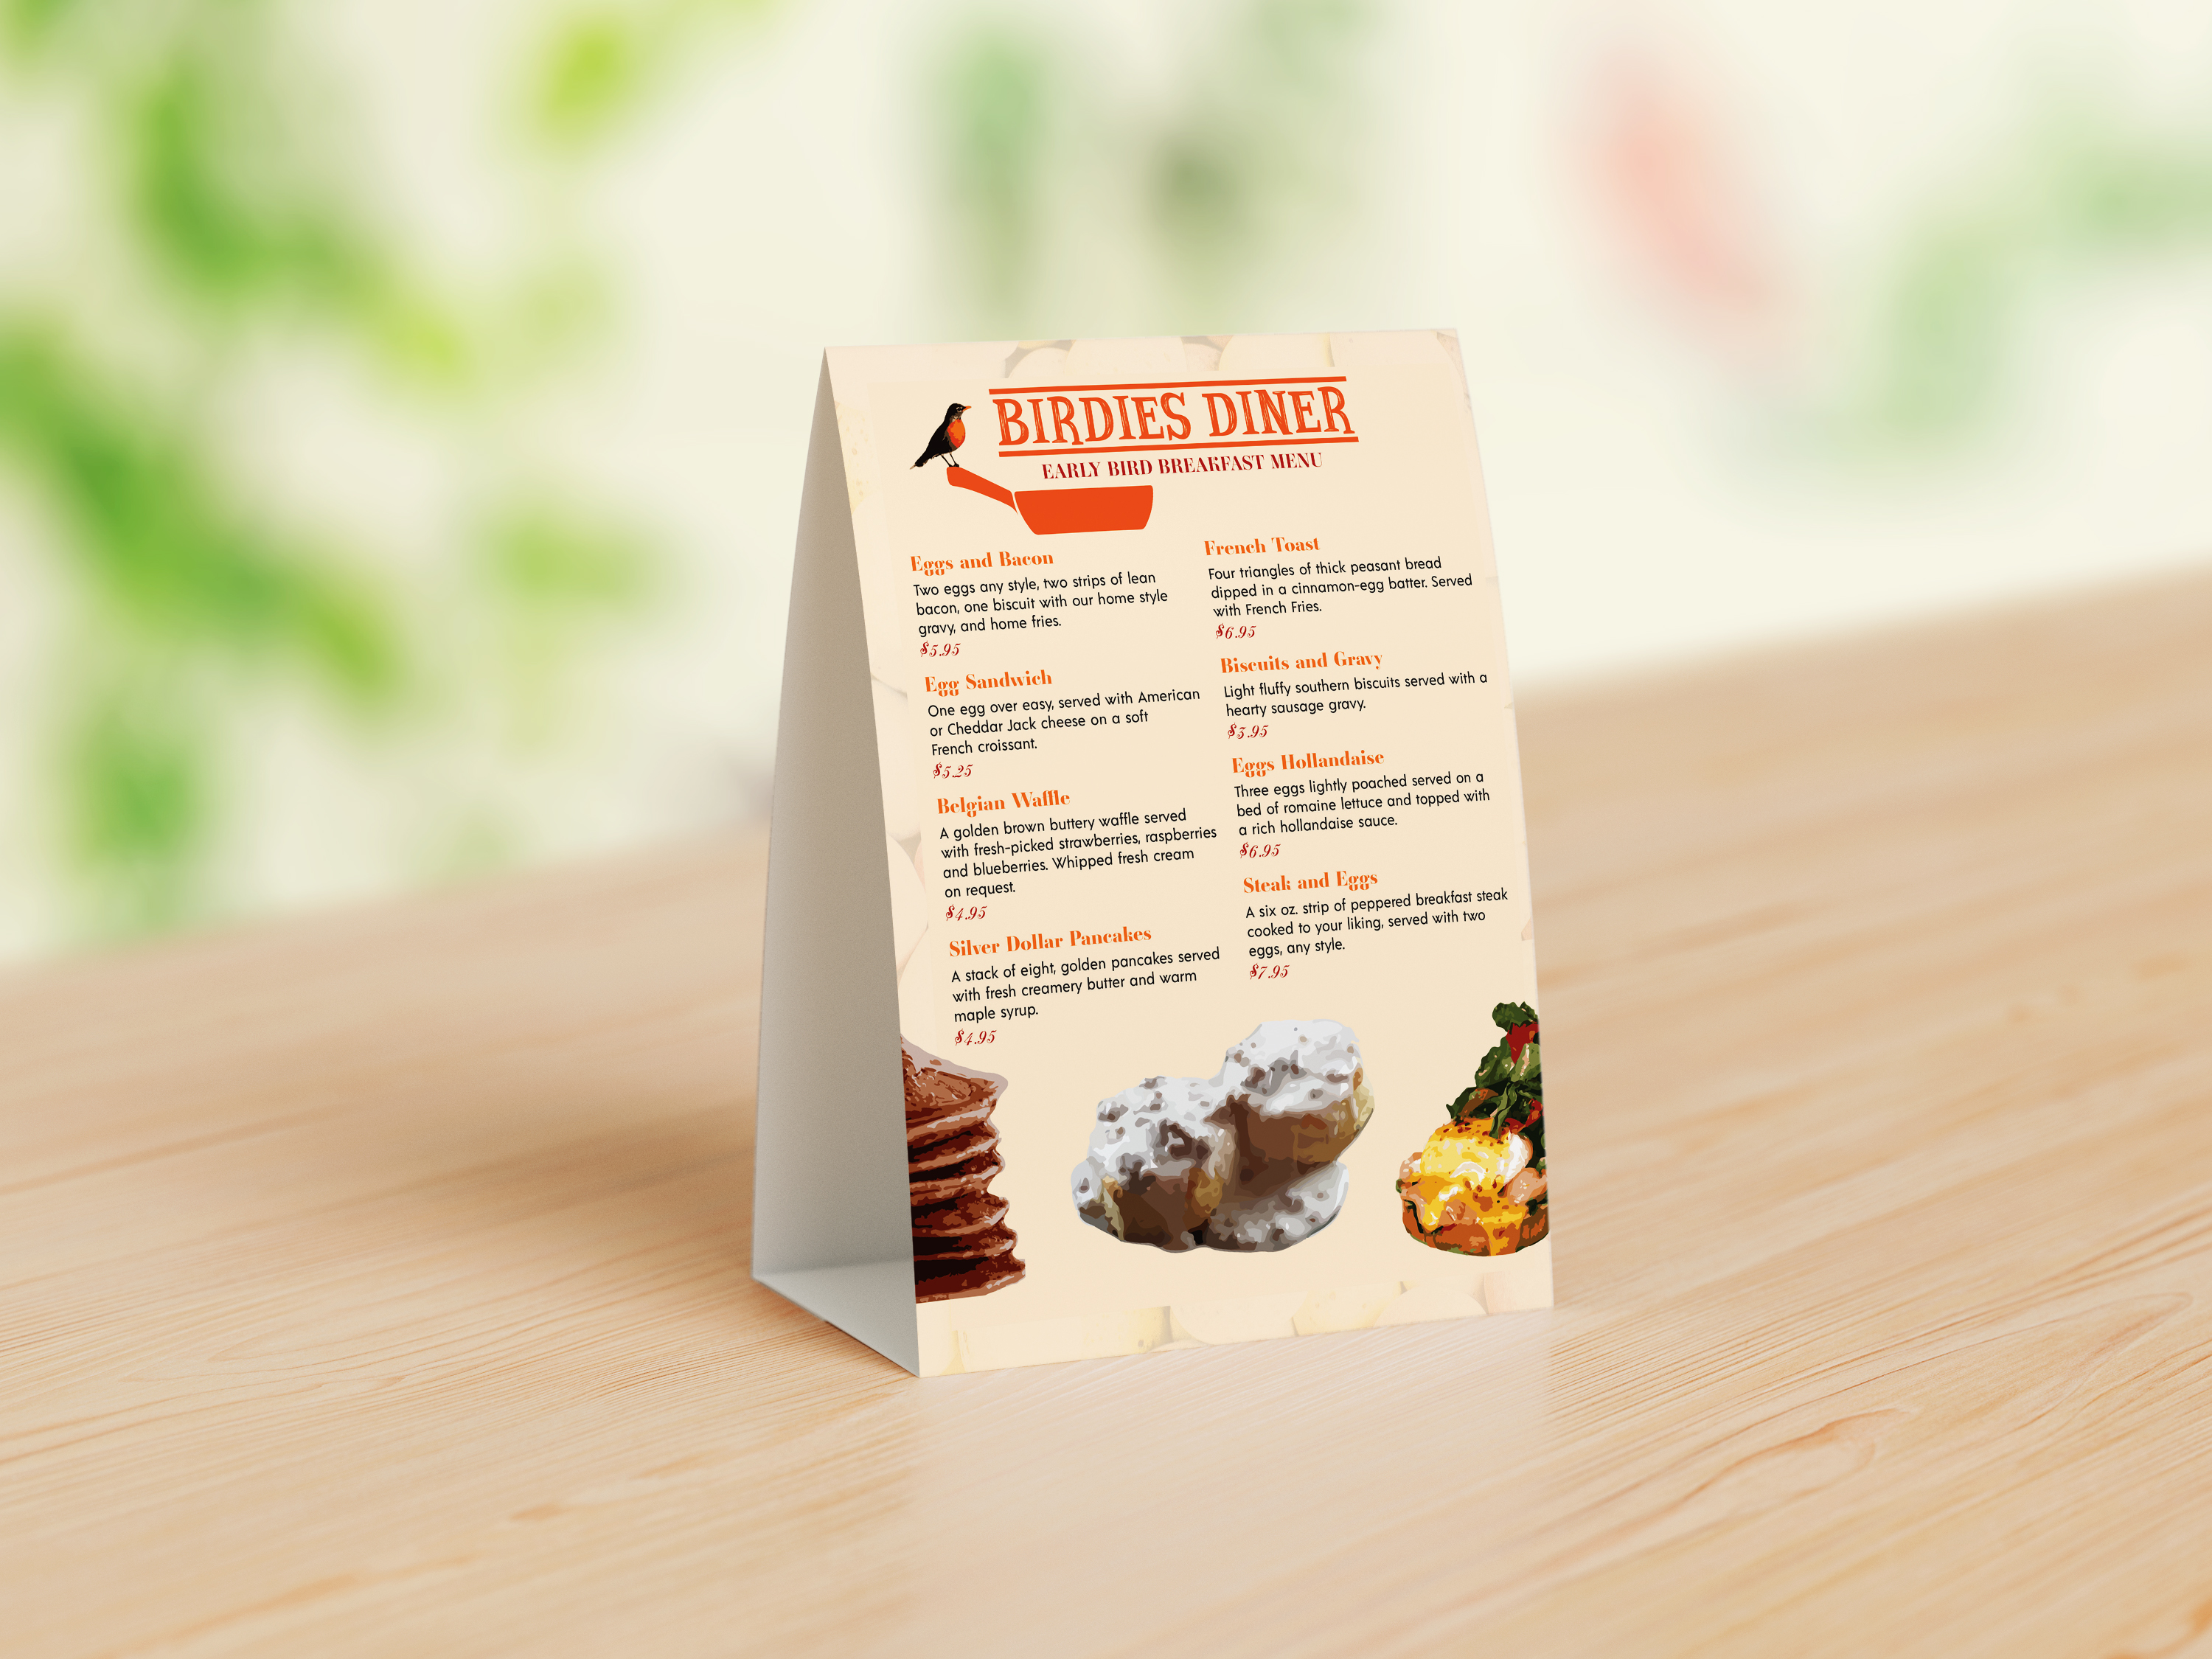 BIRDIES DINER
EARLY BIRD BREAKFAST MENU
Eggs and Bacon
Two eggs any style, two strips of lean
bacon, one biscuit with our home style
gravy, and home fries.
$5.95
Egg Sandwich
One egg over easy, served with American
or Cheddar Jack cheese on a soft
French croissant.
$5.25
Belgian Waffle
A golden brown buttery waffle served
with fresh-picked strawberries, raspberries
and blueberries. Whipped fresh cream
on request.
$4.95
Silver Dollar Pancakes
A stack of eight, golden pancakes served
with fresh creamery butter and warm
maple syrup.
$4.95
French Toast
Four triangles of thick peasant bread
dipped in a cinnamon-egg batter. Served
with French Fries.
$6.95
Biscuits and Gravy
Light fluffy southern biscuits served with a
hearty sausage gravy.
$3.95
Eggs Hollandaise
Three eggs lightly poached served on a
bed of romaine lettuce and topped with
a rich hollandaise sauce.
$6.95
Steak and Eggs
A six oz. strip of peppered breakfast steak
cooked to your liking, served with two
eggs, any style.
$7.95